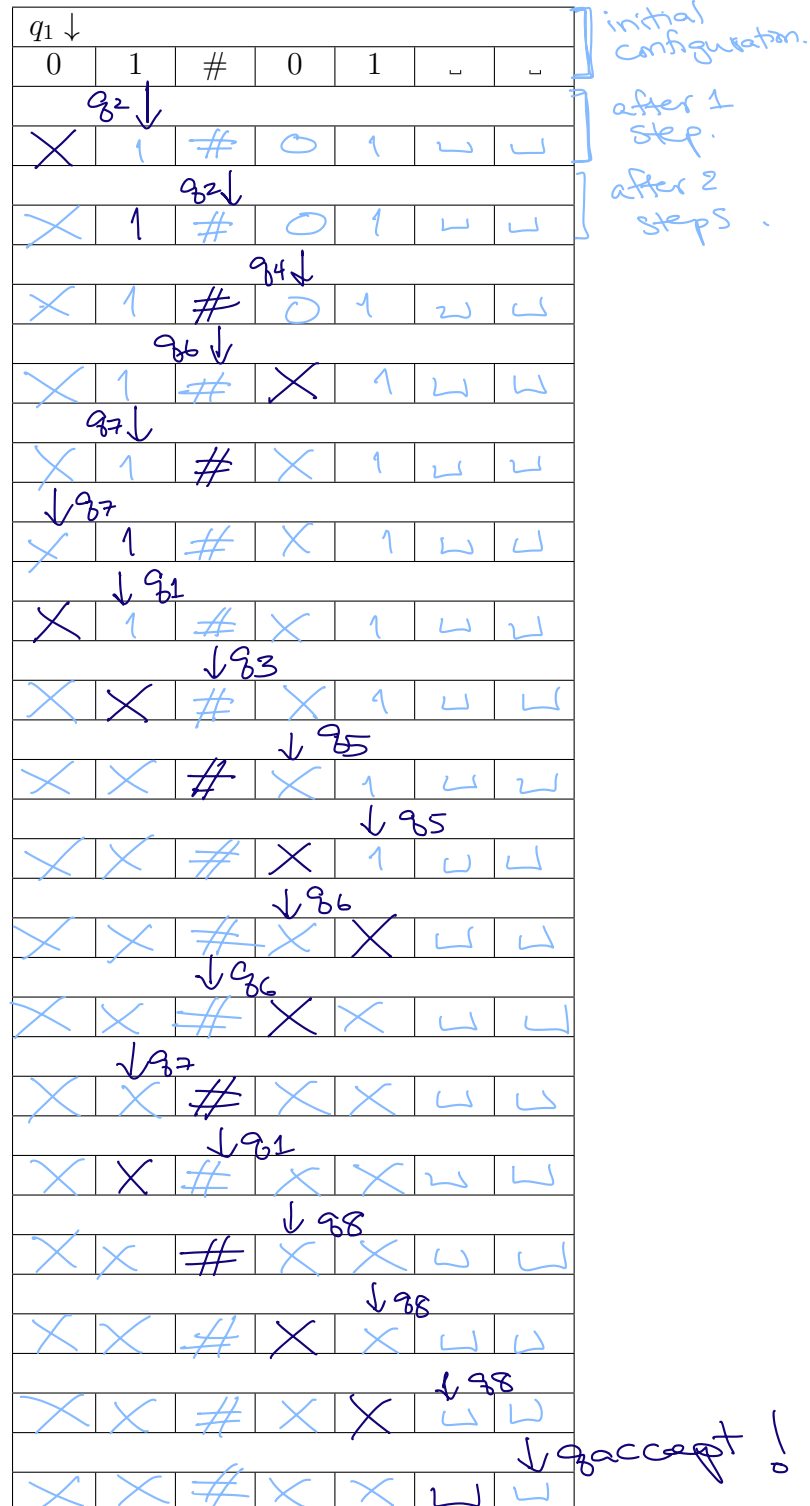 q₁ ↓ initial
0 1 # 0 1 ␣ ␣ configuration.
q2 ↓ after 1
X 1 # 0 1 ␣ ␣ step.
q2 ↓ after 2
X 1 # 0 1 ␣ ␣ steps.
q4 ↓
X 1 # 0 1 ␣ ␣
q6 ↓
X 1 # X 1 ␣ ␣
q7 ↓
X 1 # X 1 ␣ ␣
↓ q7
X 1 # X 1 ␣ ␣
↓ q1
X 1 # X 1 ␣ ␣
↓ q3
X X # X 1 ␣ ␣
↓ q5
X X # X 1 ␣ ␣
↓ q5
X X # X 1 ␣ ␣
↓ q6
X X # X X ␣ ␣
↓ q6
X X # X X ␣ ␣
↓ q7
X X # X X ␣ ␣
↓ q1
X X # X X ␣ ␣
↓ q8
X X # X X ␣ ␣
↓ q8
X X # X X ␣ ␣
↓ q8
X X # X X ␣ ␣
↓ qaccept !
X X # X X ␣ ␣